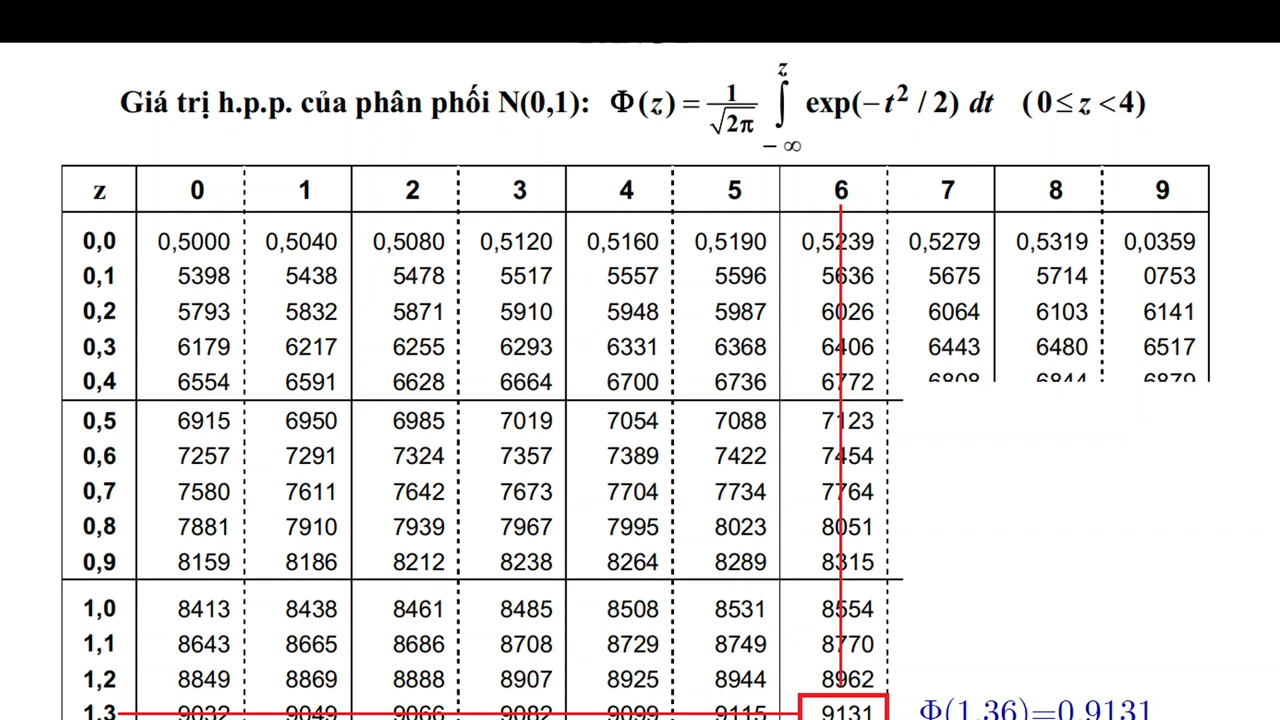 Giá trị h.p.p. của phân phối N(0,1): Φ(z) = 1/√2π ∫ −∞ z exp(−t² / 2) dt (0 ≤ z < 4)
z 0 1 2 3 4 5 6 7 8 9
0,0 0,5000 0,5040 0,5080 0,5120 0,5160 0,5190 0,5239 0,5279 0,5319 0,0359
0,1 5398 5438 5478 5517 5557 5596 5636 5675 5714 0753
0,2 5793 5832 5871 5910 5948 5987 6026 6064 6103 6141
0,3 6179 6217 6255 6293 6331 6368 6406 6443 6480 6517
0,4 6554 6591 6628 6664 6700 6736 6772 6808 6844 6879
0,5 6915 6950 6985 7019 7054 7088 7123
0,6 7257 7291 7324 7357 7389 7422 7454
0,7 7580 7611 7642 7673 7704 7734 7764
0,8 7881 7910 7939 7967 7995 8023 8051
0,9 8159 8186 8212 8238 8264 8289 8315
1,0 8413 8438 8461 8485 8508 8531 8554
1,1 8643 8665 8686 8708 8729 8749 8770
1,2 8849 8869 8888 8907 8925 8944 8962
1,3 9032 9049 9066 9082 9099 9115 9131 Φ(1.36)=0.9131